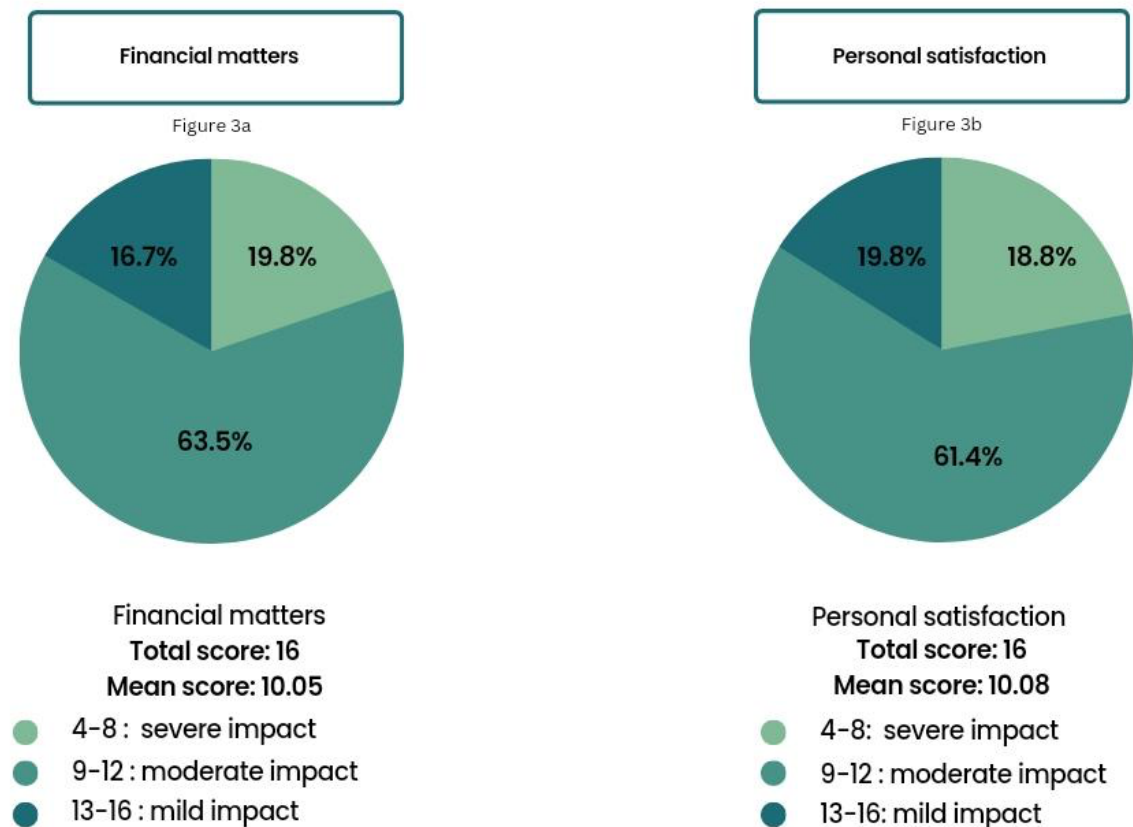 Financial matters
Figure 3a
16.7%
19.8%
63.5%
Financial matters
Total score: 16
Mean score: 10.05
4-8 : severe impact
9-12 : moderate impact
13-16 : mild impact
Personal satisfaction
Figure 3b
19.8%
18.8%
61.4%
Personal satisfaction
Total score: 16
Mean score: 10.08
4-8: severe impact
9-12 : moderate impact
13-16: mild impact